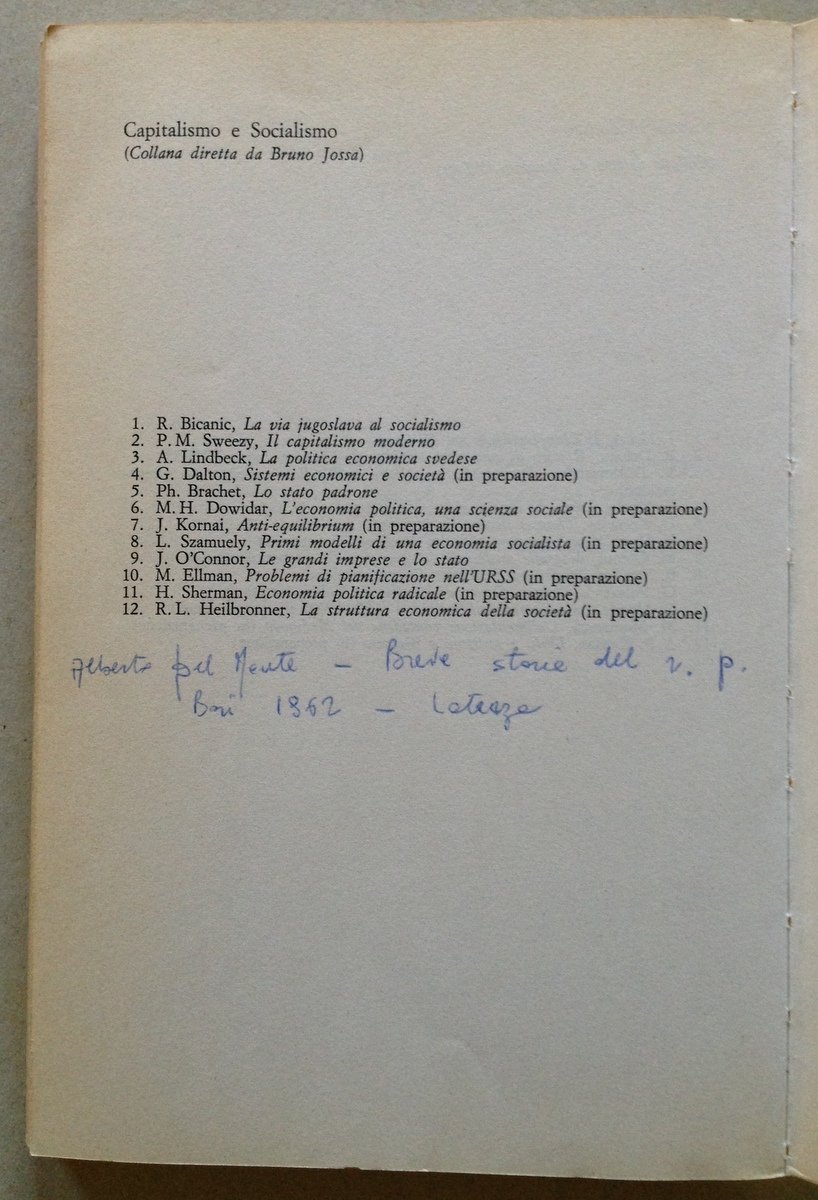 Capitalismo e Socialismo
(Collana diretta da Bruno Jossa)
1. R. Bicanic, La via jugoslava al socialismo
2. P. M. Sweezy, Il capitalismo moderno
3. A. Lindbeck, La politica economica svedese
4. G. Dalton, Sistemi economici e società (in preparazione)
5. Ph. Brachet, Lo stato padrone
6. M. H. Dowidar, L'economia politica, una scienza sociale (in preparazione)
7. J. Kornai, Anti-equilibrium (in preparazione)
8. L. Szamuely, Primi modelli di una economia socialista (in preparazione)
9. J. O'Connor, Le grandi imprese e lo stato
10. M. Ellman, Problemi di pianificazione nell'URSS (in preparazione)
11. H. Sherman, Economia politica radicale (in preparazione)
12. R. L. Heilbronner, La struttura economica della società (in preparazione)
Alberto del Monte – Breve storia del r. p.
Bari 1962 – Laterza